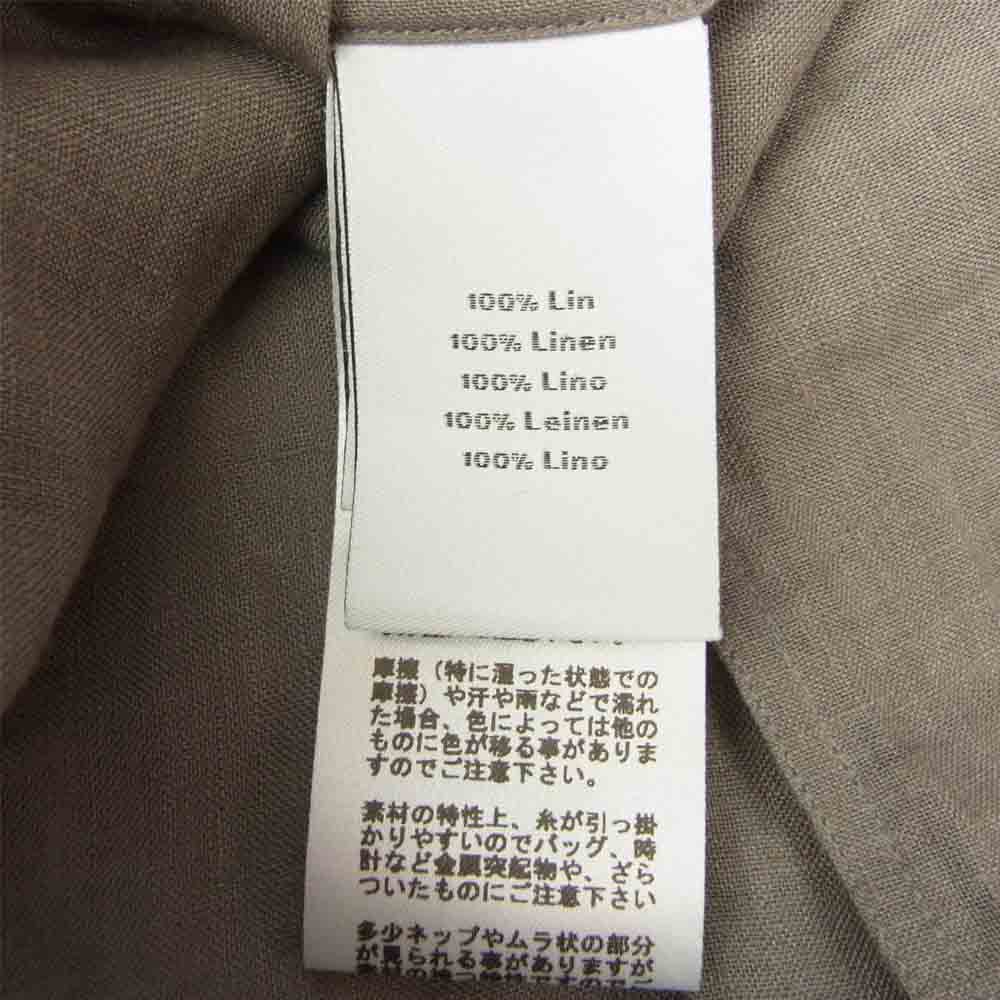 100% Lin
100% Linen
100% Lino
100% Leinen
100% Lino
摩擦（特に湿った状態での
摩擦）や汗や雨などで濡れ
た場合、色によっては他の
ものに色が移る事がありま
すのでご注意下さい。
素材の特性上、糸が引っ掛
かりやすいのでバッグ、時
計など金属突起物や、ざら
ついたものにご注意下さい
多少ネップやムラ状の部分
が見られる事がありますが